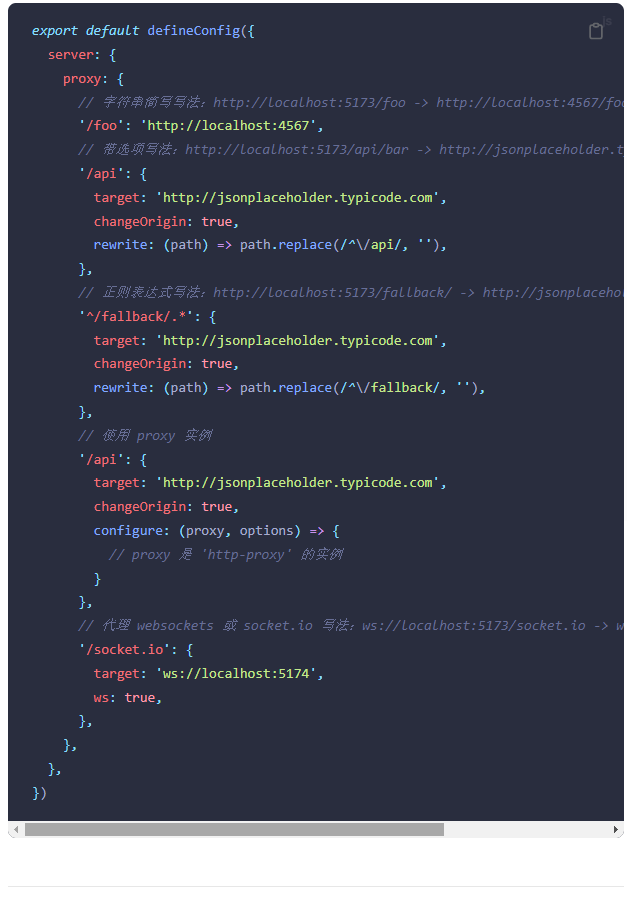 js
export default defineConfig({
  server: {
    proxy: {
      // 字符串简写写法：http://localhost:5173/foo -> http://localhost:4567/foo
      '/foo': 'http://localhost:4567',
      // 带选项写法：http://localhost:5173/api/bar -> http://jsonplaceholder.t
      '/api': {
        target: 'http://jsonplaceholder.typicode.com',
        changeOrigin: true,
        rewrite: (path) => path.replace(/^\/api/, ''),
      },
      // 正则表达式写法：http://localhost:5173/fallback/ -> http://jsonplacehol
      '^/fallback/.*': {
        target: 'http://jsonplaceholder.typicode.com',
        changeOrigin: true,
        rewrite: (path) => path.replace(/^\/fallback/, ''),
      },
      // 使用 proxy 实例
      '/api': {
        target: 'http://jsonplaceholder.typicode.com',
        changeOrigin: true,
        configure: (proxy, options) => {
          // proxy 是 'http-proxy' 的实例
        }
      },
      // 代理 websockets 或 socket.io 写法：ws://localhost:5173/socket.io -> w
      '/socket.io': {
        target: 'ws://localhost:5174',
        ws: true,
      },
    },
  },
})